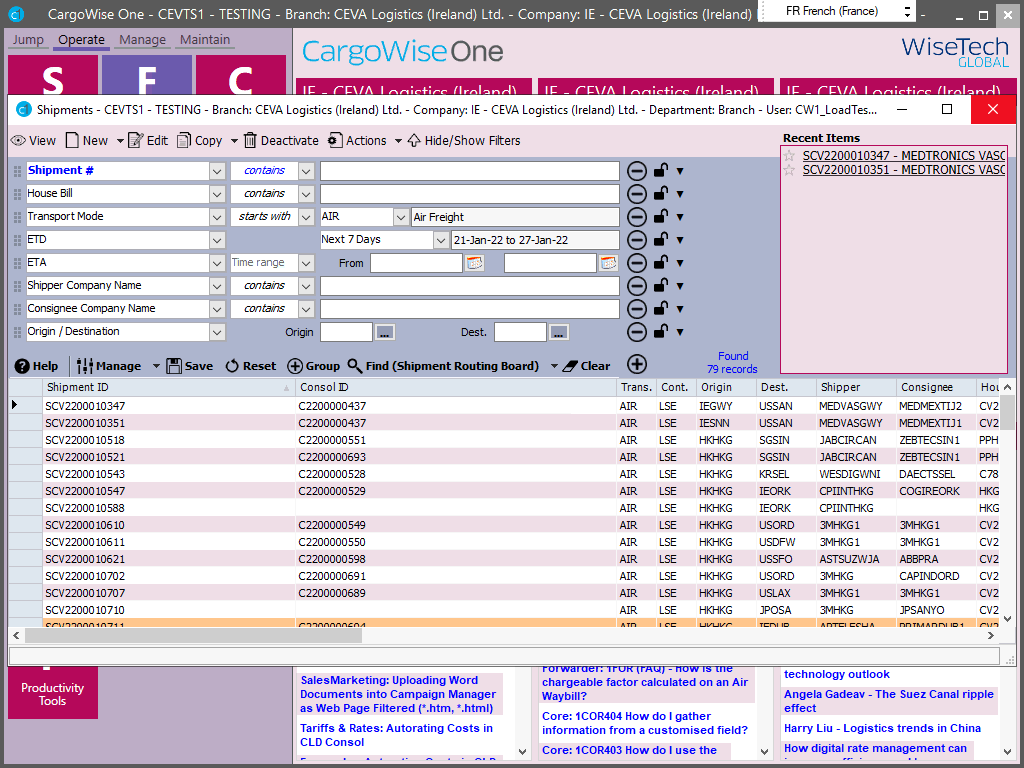 CargoWise One - CEVTS1 - TESTING - Branch: CEVA Logistics (Ireland) Ltd. - Company: IE - CEVA Logistics (Ireland)
FR French (France)
Jump Operate Manage Maintain
CargoWiseOne
WiseTech
GLOBAL
S F C
IE - CEVA Logistics (Ireland) IE - CEVA Logistics (Ireland) IE - CEVA Logistics (Ireland)
Shipments - CEVTS1 - TESTING - Branch: CEVA Logistics (Ireland) Ltd. - Company: IE - CEVA Logistics (Ireland) Ltd. - Department: Branch - User: CW1_LoadTes...
View New Edit Copy Deactivate Actions Hide/Show Filters
Recent Items
SCV2200010347 - MEDTRONICS VASC
SCV2200010351 - MEDTRONICS VASC
Shipment # contains
House Bill contains
Transport Mode starts with AIR Air Freight
ETD Next 7 Days 21-Jan-22 to 27-Jan-22
ETA Time range From
Shipper Company Name contains
Consignee Company Name contains
Origin / Destination Origin ... Dest. ...
Help Manage Save Reset Group Find (Shipment Routing Board) Clear
Found
79 records
Shipment ID Consol ID Trans. Cont. Origin Dest. Shipper Consignee Hou
SCV2200010347 C2200000437 AIR LSE IEGWY USSAN MEDVASGWY MEDMEXTIJ2 CV2
SCV2200010351 C2200000437 AIR LSE IESNN USSAN MEDVASGWY MEDMEXTIJ1 CV2
SCV2200010518 C2200000551 AIR LSE HKHKG SGSIN JABCIRCAN ZEBTECSIN1 PPH
SCV2200010521 C2200000693 AIR LSE HKHKG SGSIN JABCIRCAN ZEBTECSIN1 PPH
SCV2200010543 C2200000528 AIR LSE HKHKG KRSEL WESDIGWNI DAECTSSEL C78
SCV2200010547 C2200000529 AIR LSE HKHKG IEORK CPIINTHKG COGIREORK HKG
SCV2200010588 AIR LSE HKHKG IEORK CPIINTHKG HKG
SCV2200010610 C2200000549 AIR LSE HKHKG USORD 3MHKG1 3MHKG1 CV2
SCV2200010611 C2200000550 AIR LSE HKHKG USDFW 3MHKG1 3MHKG1 CV2
SCV2200010621 C2200000598 AIR LSE HKHKG USSFO ASTSUZWJA ABBPRA CV2
SCV2200010702 C2200000691 AIR LSE HKHKG USORD 3MHKG CAPINDORD CV2
SCV2200010707 C2200000689 AIR LSE HKHKG USLAX 3MHKG1 3MHKG1 CV2
SCV2200010710 AIR LSE HKHKG JPOSA 3MHKG JPSANYO CV2
SCV2200010711 C2200000694 AIR LSE HKHKG IEDUB APTELESHA PRIMARDUB1 CV2
Productivity
Tools
SalesMarketing: Uploading Word
Documents into Campaign Manager
as Web Page Filtered (*.htm, *.html)
Tariffs & Rates: Autorating Costs in
CLD Consol
Forwarder: 1FOR (FAQ) - How is the
chargeable factor calculated on an Air
Waybill?
Core: 1COR404 How do I gather
information from a customised field?
Core: 1COR403 How do I use the
technology outlook
Angela Gadeav - The Suez Canal ripple
effect
Harry Liu - Logistics trends in China
How digital rate management can